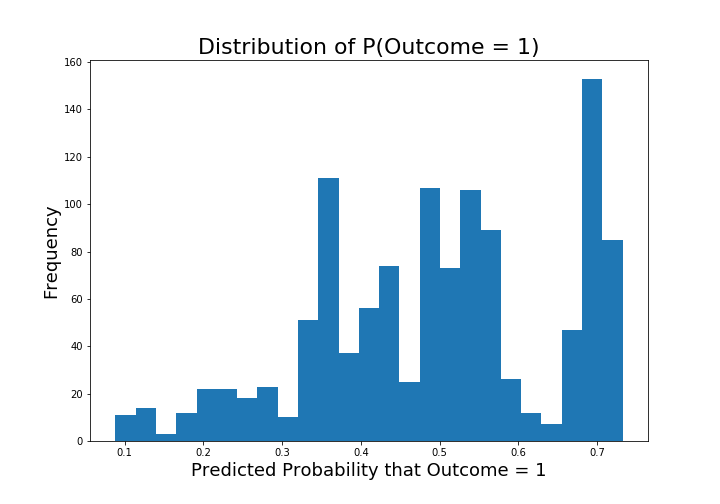 Distribution of P(Outcome = 1)
160
140
120
100
80
60
40
20
0
Frequency
0.1 0.2 0.3 0.4 0.5 0.6 0.7
Predicted Probability that Outcome = 1